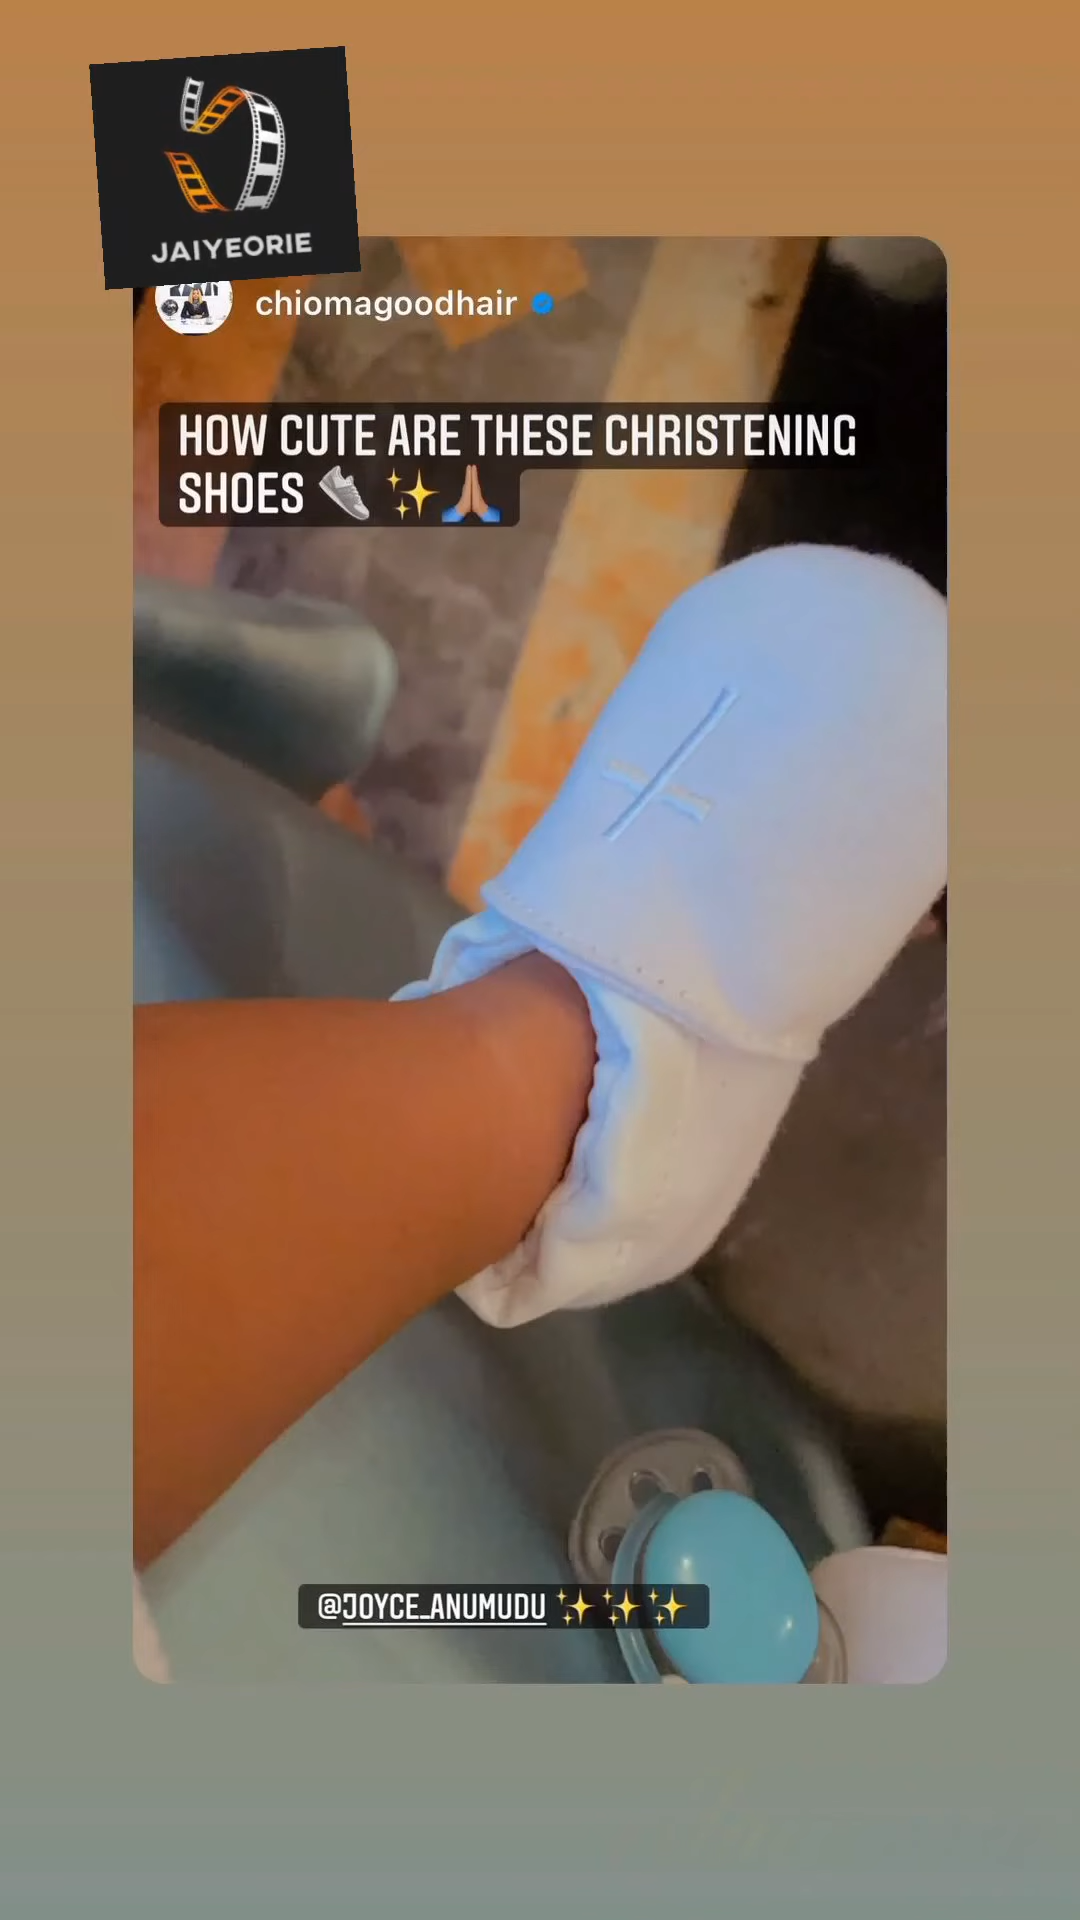 JAIYEORIE
chiomagoodhair
HOW CUTE ARE THESE CHRISTENING
SHOES 👟 ✨🙏🏽
@JOYCE_ANUMUDU ✨✨✨